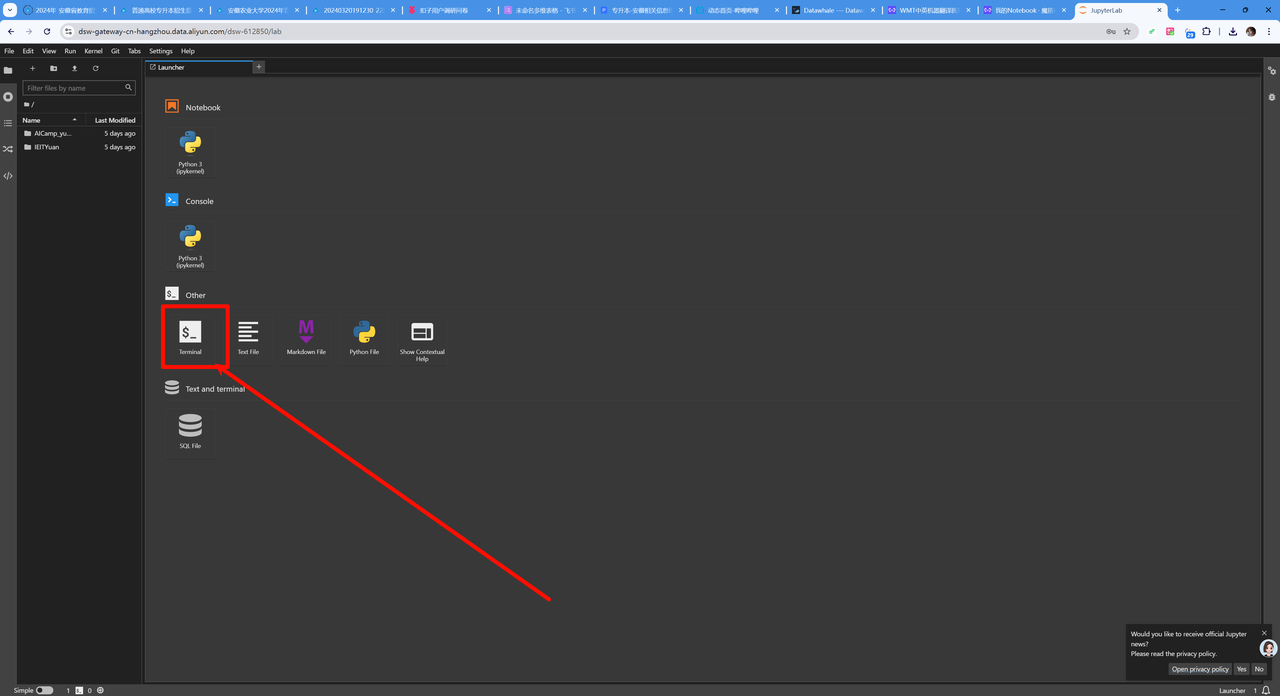 2024年 安徽省教育
普通高校专升本招生
安徽农业大学2024年
20240320191230_22
扣子用户调研问卷
未命名多维表格 - 飞书
专升本-安徽相关信息
动态首页-哔哩哔哩
Datawhale --- Dataw
WMT中英机器翻译
我的Notebook · 魔搭
JupyterLab
dsw-gateway-cn-hangzhou.data.aliyun.com/dsw-612850/lab
29
File Edit View Run Kernel Git Tabs Settings Help
Filter files by name
/
Name Last Modified
AICamp_yu... 5 days ago
IEITYuan 5 days ago
Launcher
Notebook
Python 3
(ipykernel)
Console
Python 3
(ipykernel)
$_ Other
$_
Terminal
Text File
M
Markdown File
Python File
Show Contextual
Help
Text and terminal
SQL File
Would you like to receive official Jupyter
news?
Please read the privacy policy.
Open privacy policy Yes No
Simple 1 0
Launcher 1